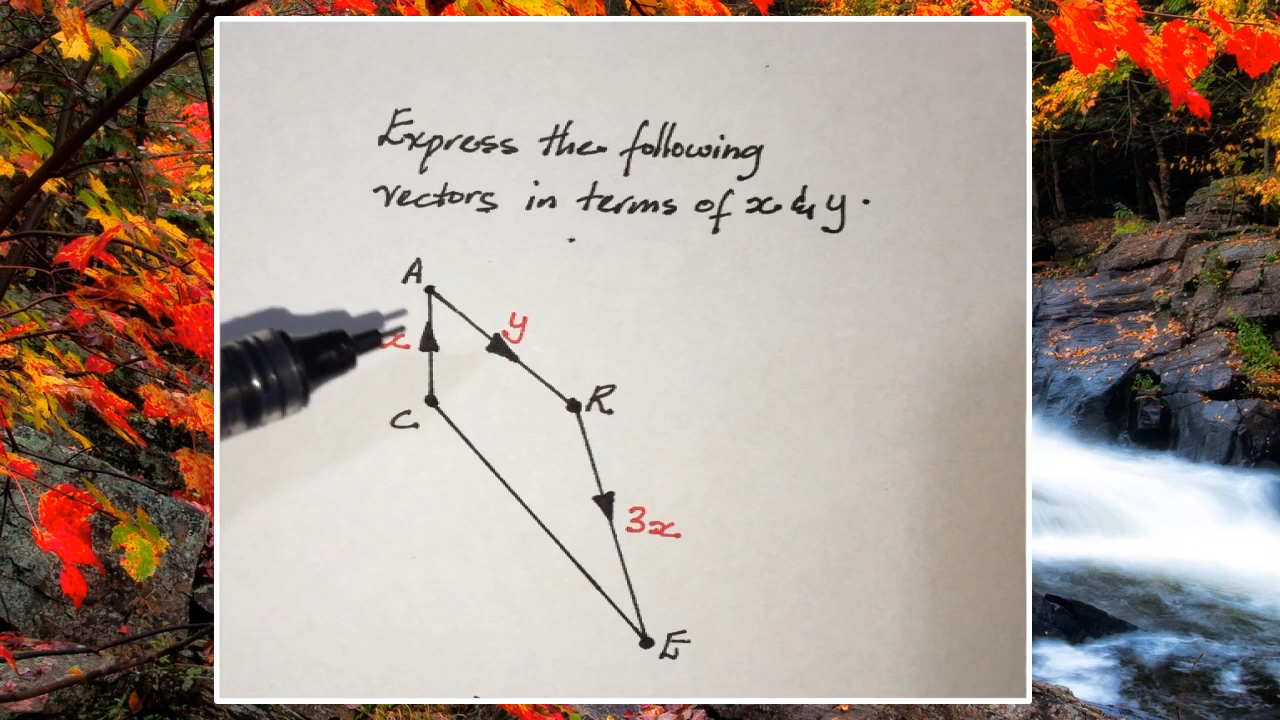 Express the following
vectors in terms of x & y.
A
y
x
R
C
3x
E